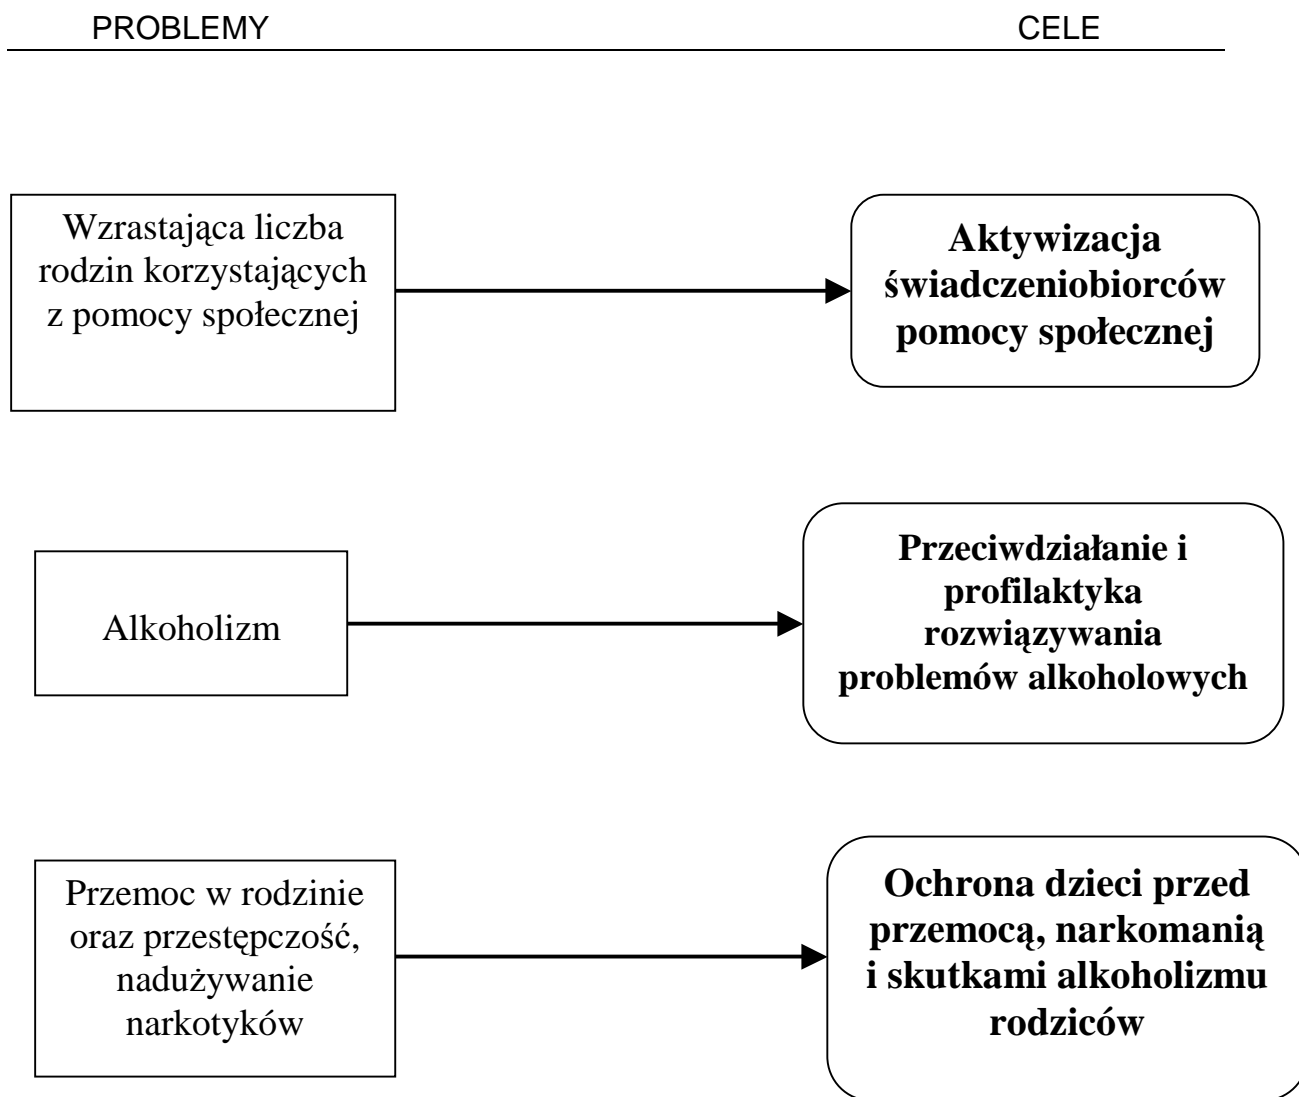 PROBLEMY CELE
Wzrastająca liczba
rodzin korzystających
z pomocy społecznej
Aktywizacja
świadczeniobiorców
pomocy społecznej
Alkoholizm
Przeciwdziałanie i
profilaktyka
rozwiązywania
problemów alkoholowych
Przemoc w rodzinie
oraz przestępczość,
nadużywanie
narkotyków
Ochrona dzieci przed
przemocą, narkomanią
i skutkami alkoholizmu
rodziców